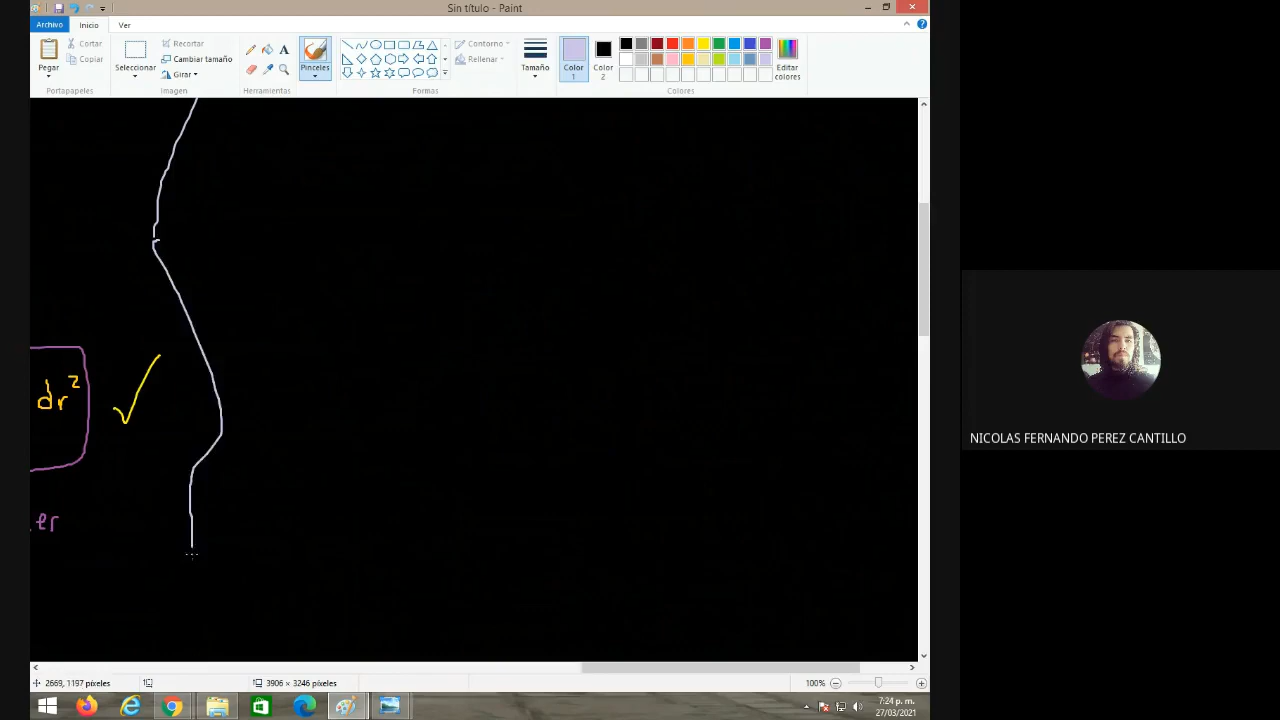 Sin título - Paint
Archivo Inicio Ver
Pegar
Cortar
Copiar
Portapapeles
Seleccionar
Recortar
Cambiar tamaño
Girar
Imagen
A
Herramientas
Pinceles
Contorno
Rellenar
Formas
Tamaño
Color 1
Color 2
Editar colores
Colores
dr²
er
NICOLAS FERNANDO PEREZ CANTILLO
2669, 1197 píxeles
3906 × 3246 píxeles
100%
7:24 p. m.
27/03/2021